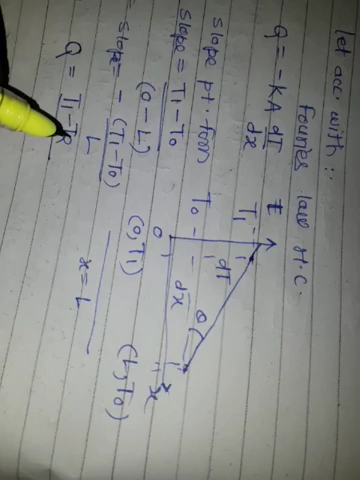 let acc. with :-
Fouries law H.C.
Q = -KA dT/dx
slope pt. form
slope = T1 - T0 / (0 - L)
= slope = - (T1 - T0) / L
Q = T1 - T0
T
T1
dT
T0
θ
dx
0
x
(0, T1)
(L, T0)
x = L